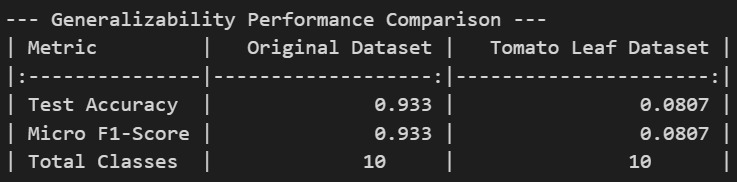 --- Generalizability Performance Comparison ---
| Metric         |   Original Dataset |   Tomato Leaf Dataset |
|:---------------|-------------------:|----------------------:|
| Test Accuracy  |              0.933 |                0.0807 |
| Micro F1-Score |              0.933 |                0.0807 |
| Total Classes  |             10     |               10      |